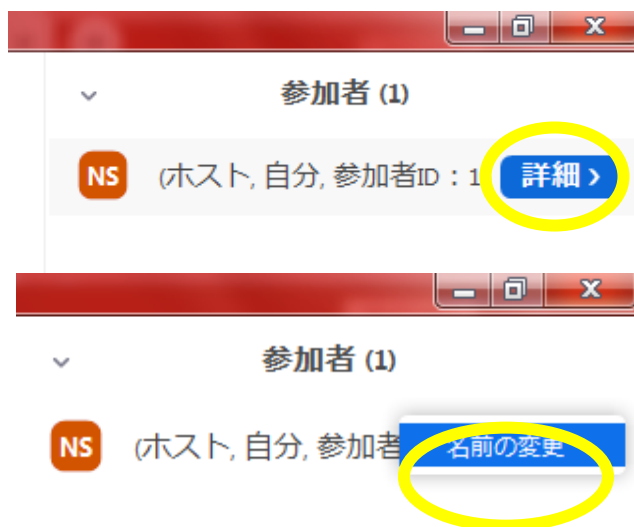 参加者 (1)
NS (ホスト, 自分, 参加者ID：1 詳細 ›
参加者 (1)
NS (ホスト, 自分, 参加者 名前の変更